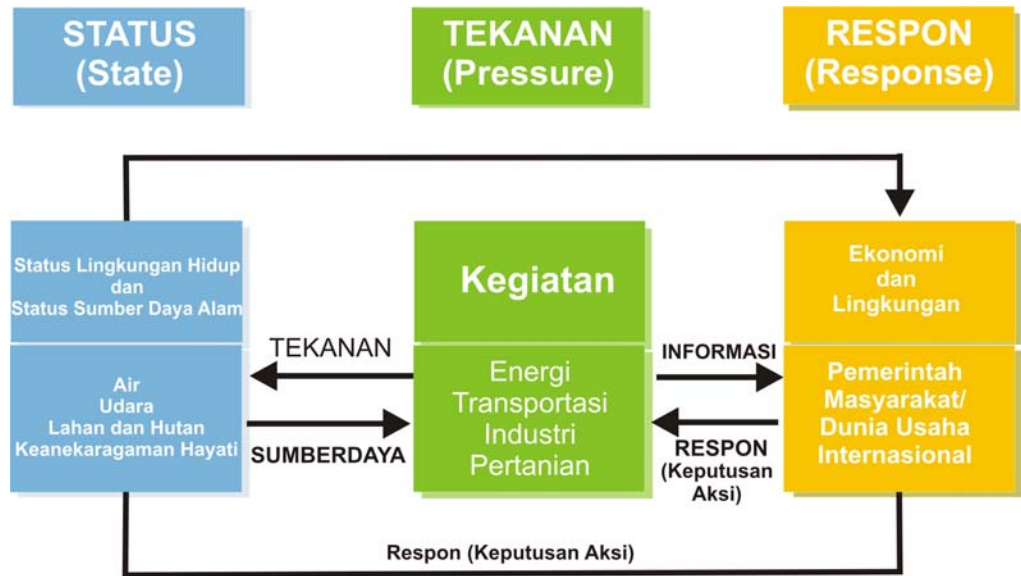 STATUS
(State)
TEKANAN
(Pressure)
RESPON
(Response)
Status Lingkungan Hidup
dan
Status Sumber Daya Alam
Kegiatan
Ekonomi
dan
Lingkungan
TEKANAN
INFORMASI
Air
Udara
Lahan dan Hutan
Keanekaragaman Hayati
SUMBERDAYA
Energi
Transportasi
Industri
Pertanian
RESPON
(Keputusan
Aksi)
Pemerintah
Masyarakat/
Dunia Usaha
Internasional
Respon (Keputusan Aksi)